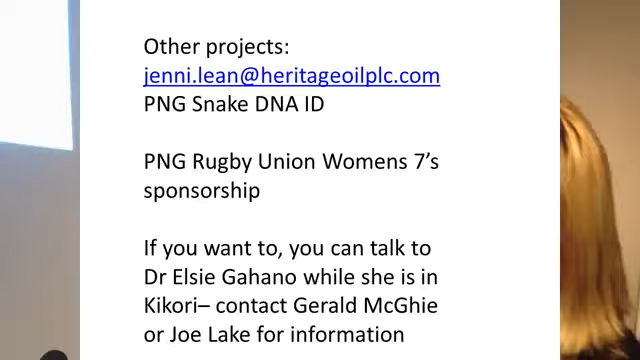 Other projects:
jenni.lean@heritageoilplc.com
PNG Snake DNA ID
PNG Rugby Union Womens 7’s
sponsorship
If you want to, you can talk to
Dr Elsie Gahano while she is in
Kikori– contact Gerald McGhie
or Joe Lake for information